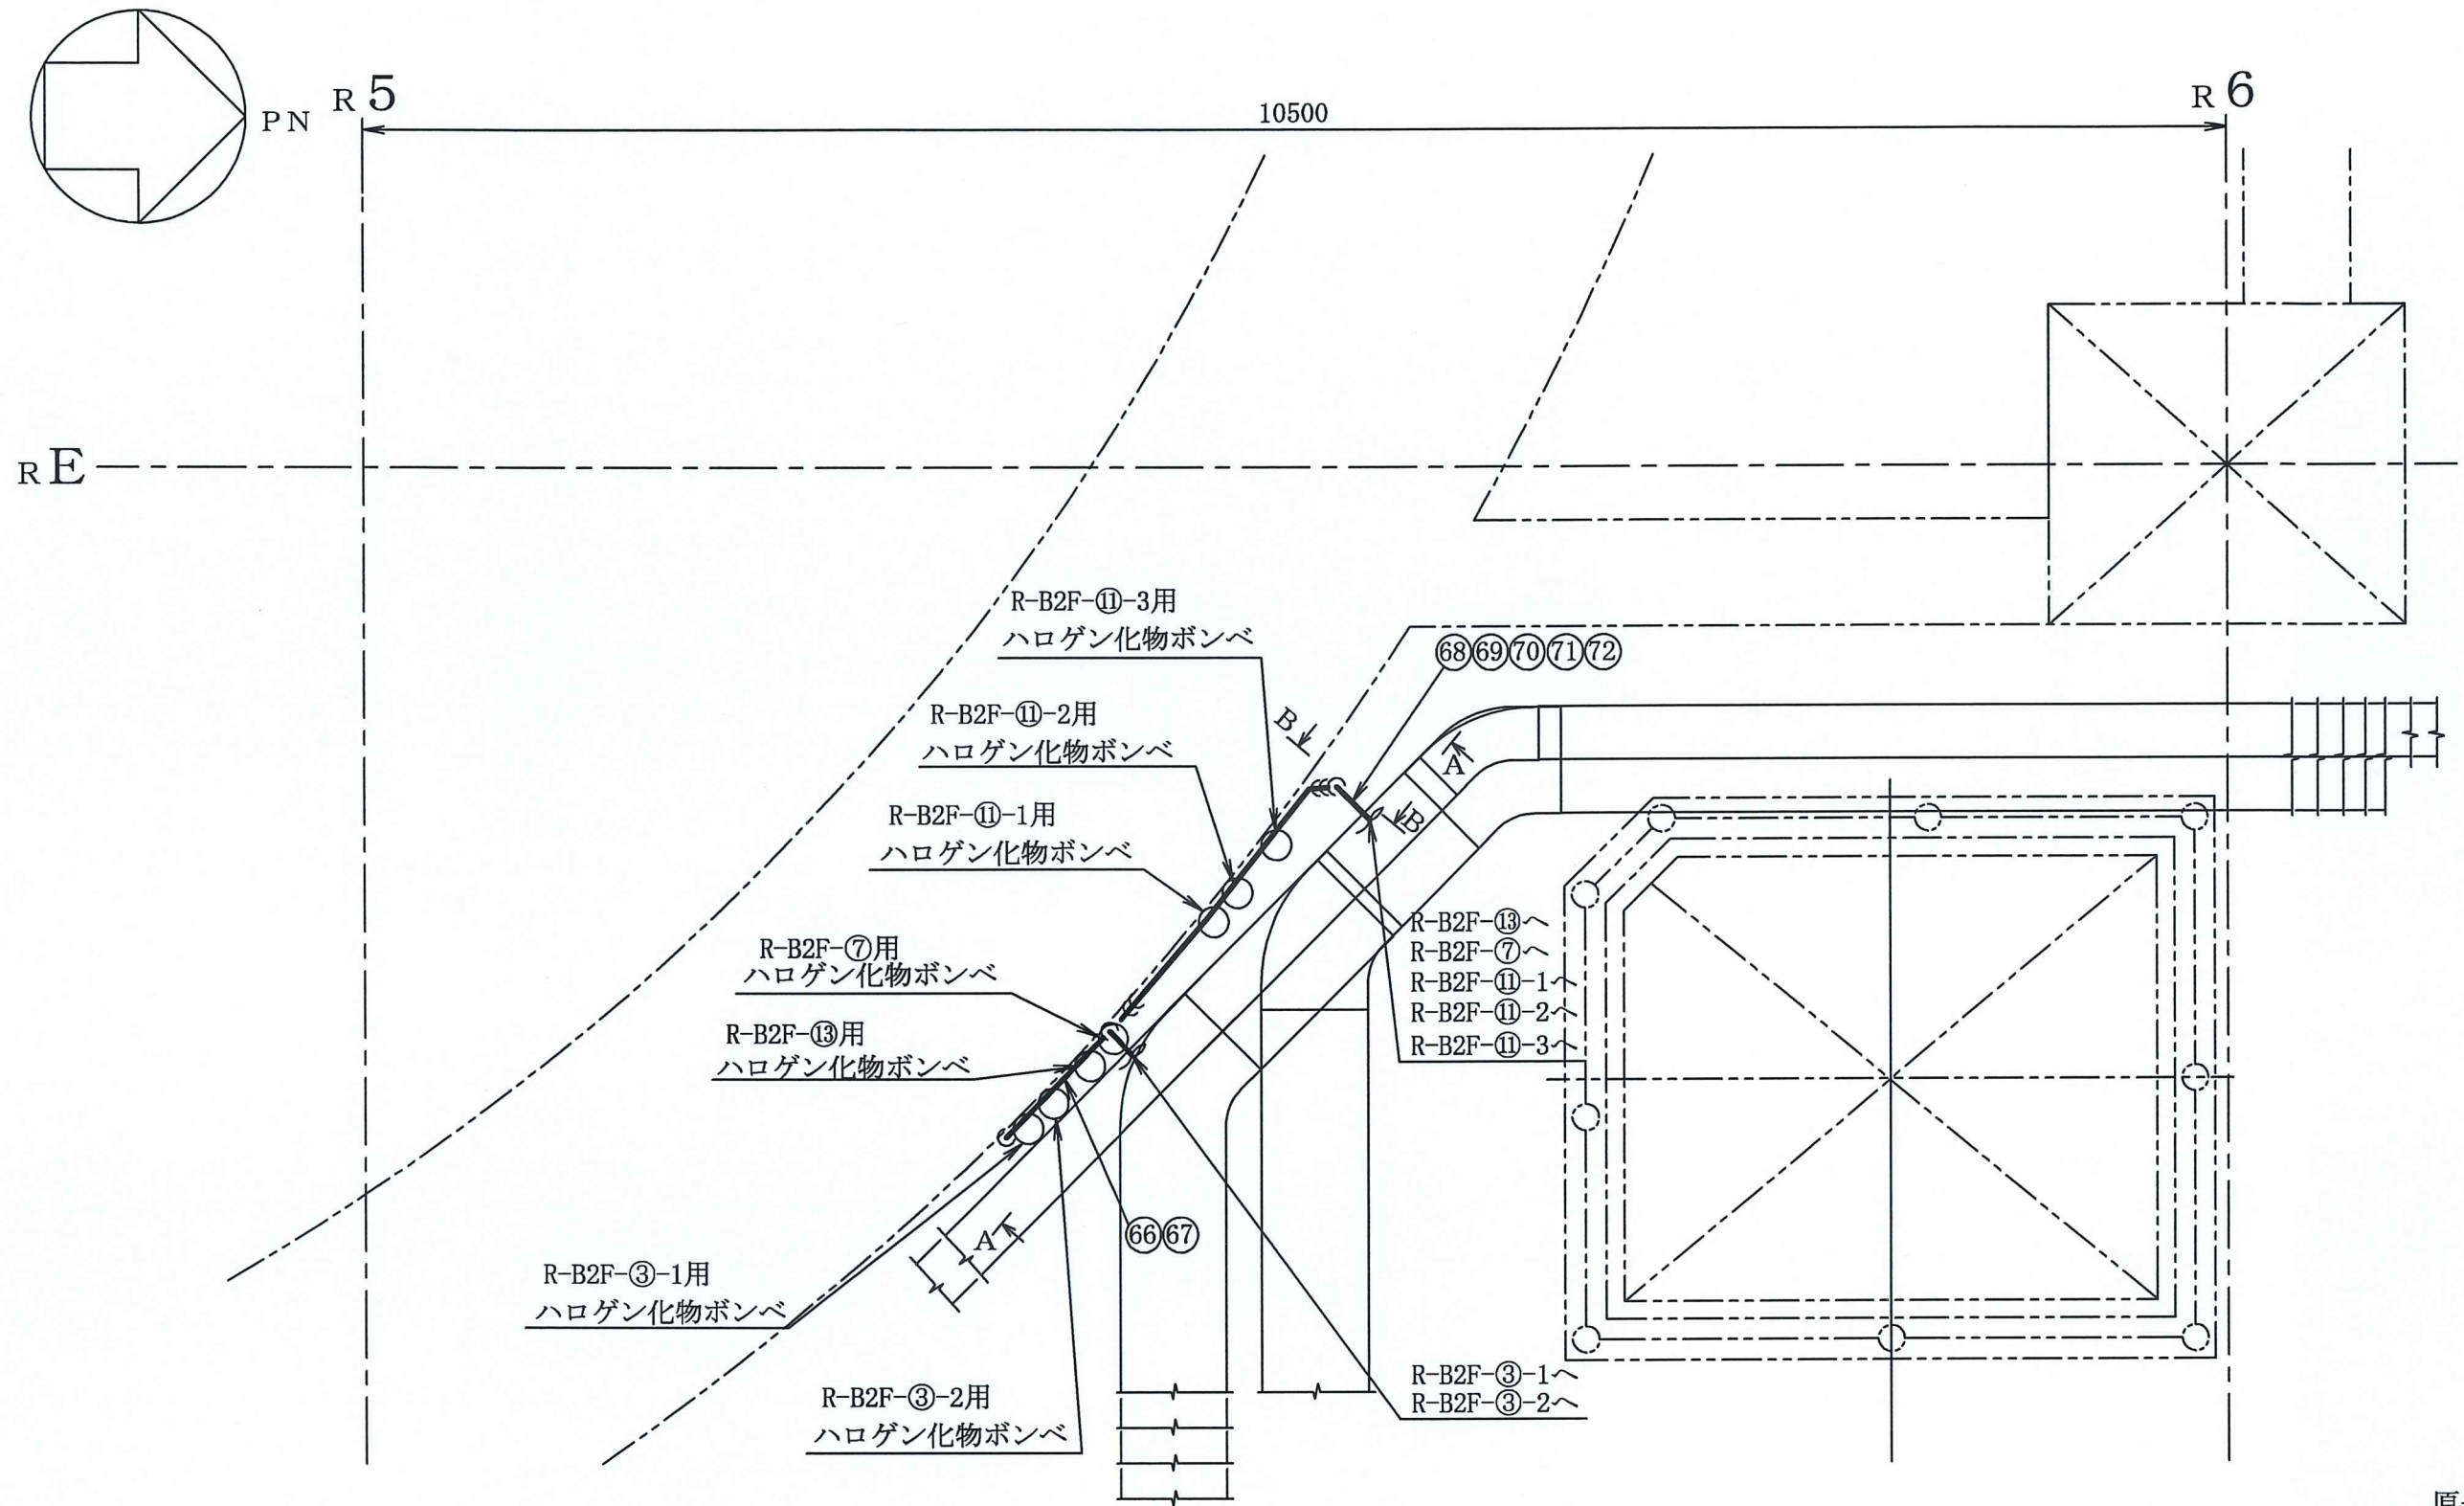 PN
R5
10500
R6
RE
R-B2F-⑪-3用
ハロゲン化物ボンベ
⑥⑧⑥⑨⑦⓪⑦①⑦②
R-B2F-⑪-2用
ハロゲン化物ボンベ
B
A
R-B2F-⑪-1用
ハロゲン化物ボンベ
B
R-B2F-⑬へ
R-B2F-⑦へ
R-B2F-⑪-1へ
R-B2F-⑪-2へ
R-B2F-⑪-3へ
R-B2F-⑦用
ハロゲン化物ボンベ
R-B2F-⑬用
ハロゲン化物ボンベ
A
⑥⑥⑥⑦
R-B2F-③-1用
ハロゲン化物ボンベ
R-B2F-③-2用
ハロゲン化物ボンベ
R-B2F-③-1へ
R-B2F-③-2へ